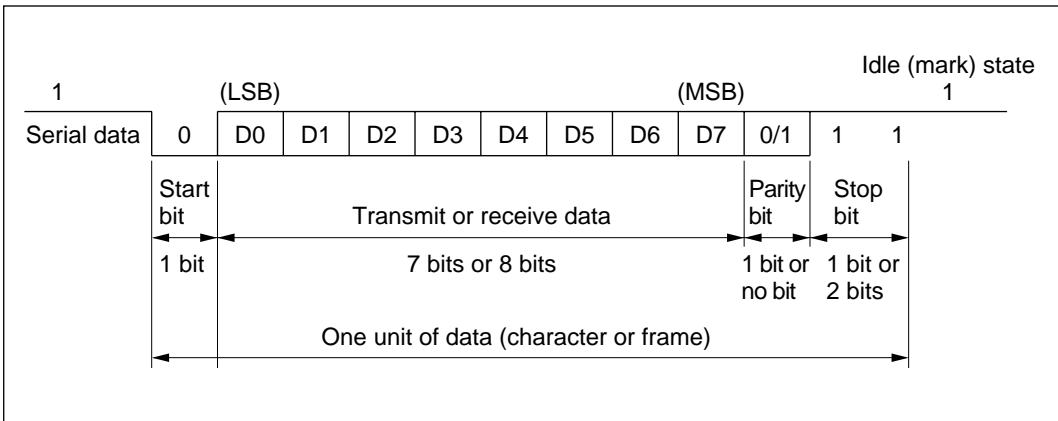 Idle (mark) state
1 (LSB) (MSB) 1
Serial data 0 D0 D1 D2 D3 D4 D5 D6 D7 0/1 1 1
Start Parity Stop
bit Transmit or receive data bit bit
1 bit 7 bits or 8 bits 1 bit or 1 bit or
no bit 2 bits
One unit of data (character or frame)